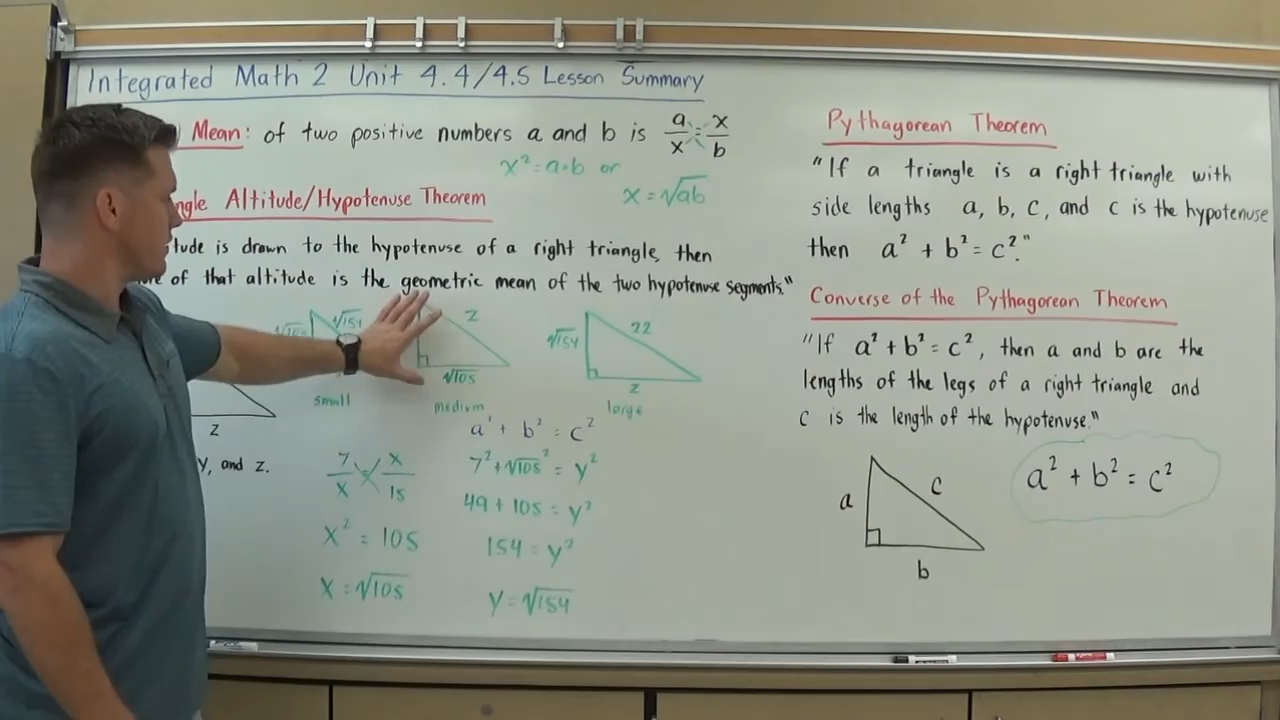 Integrated Math 2 Unit 4.4/4.5 Lesson Summary
Mean: of two positive numbers a and b is a/x = x/b
x² = a·b or
x = √ab
Altitude/Hypotenuse Theorem
is drawn to the hypotenuse of a right triangle, then
of that altitude is the geometric mean of the two hypotenuse segments."
√154
small
z
√105
medium
√154
22
z
large
z
y, and z.
7/x = x/15
x² = 105
x = √105
a² + b² = c²
7² + √105² = y²
49 + 105 = y²
154 = y²
y = √154
Pythagorean Theorem
"If a triangle is a right triangle with
side lengths a, b, c, and c is the hypotenuse
then a² + b² = c²."
Converse of the Pythagorean Theorem
"If a² + b² = c², then a and b are the
lengths of the legs of a right triangle and
c is the length of the hypotenuse."
a
c
b
a² + b² = c²